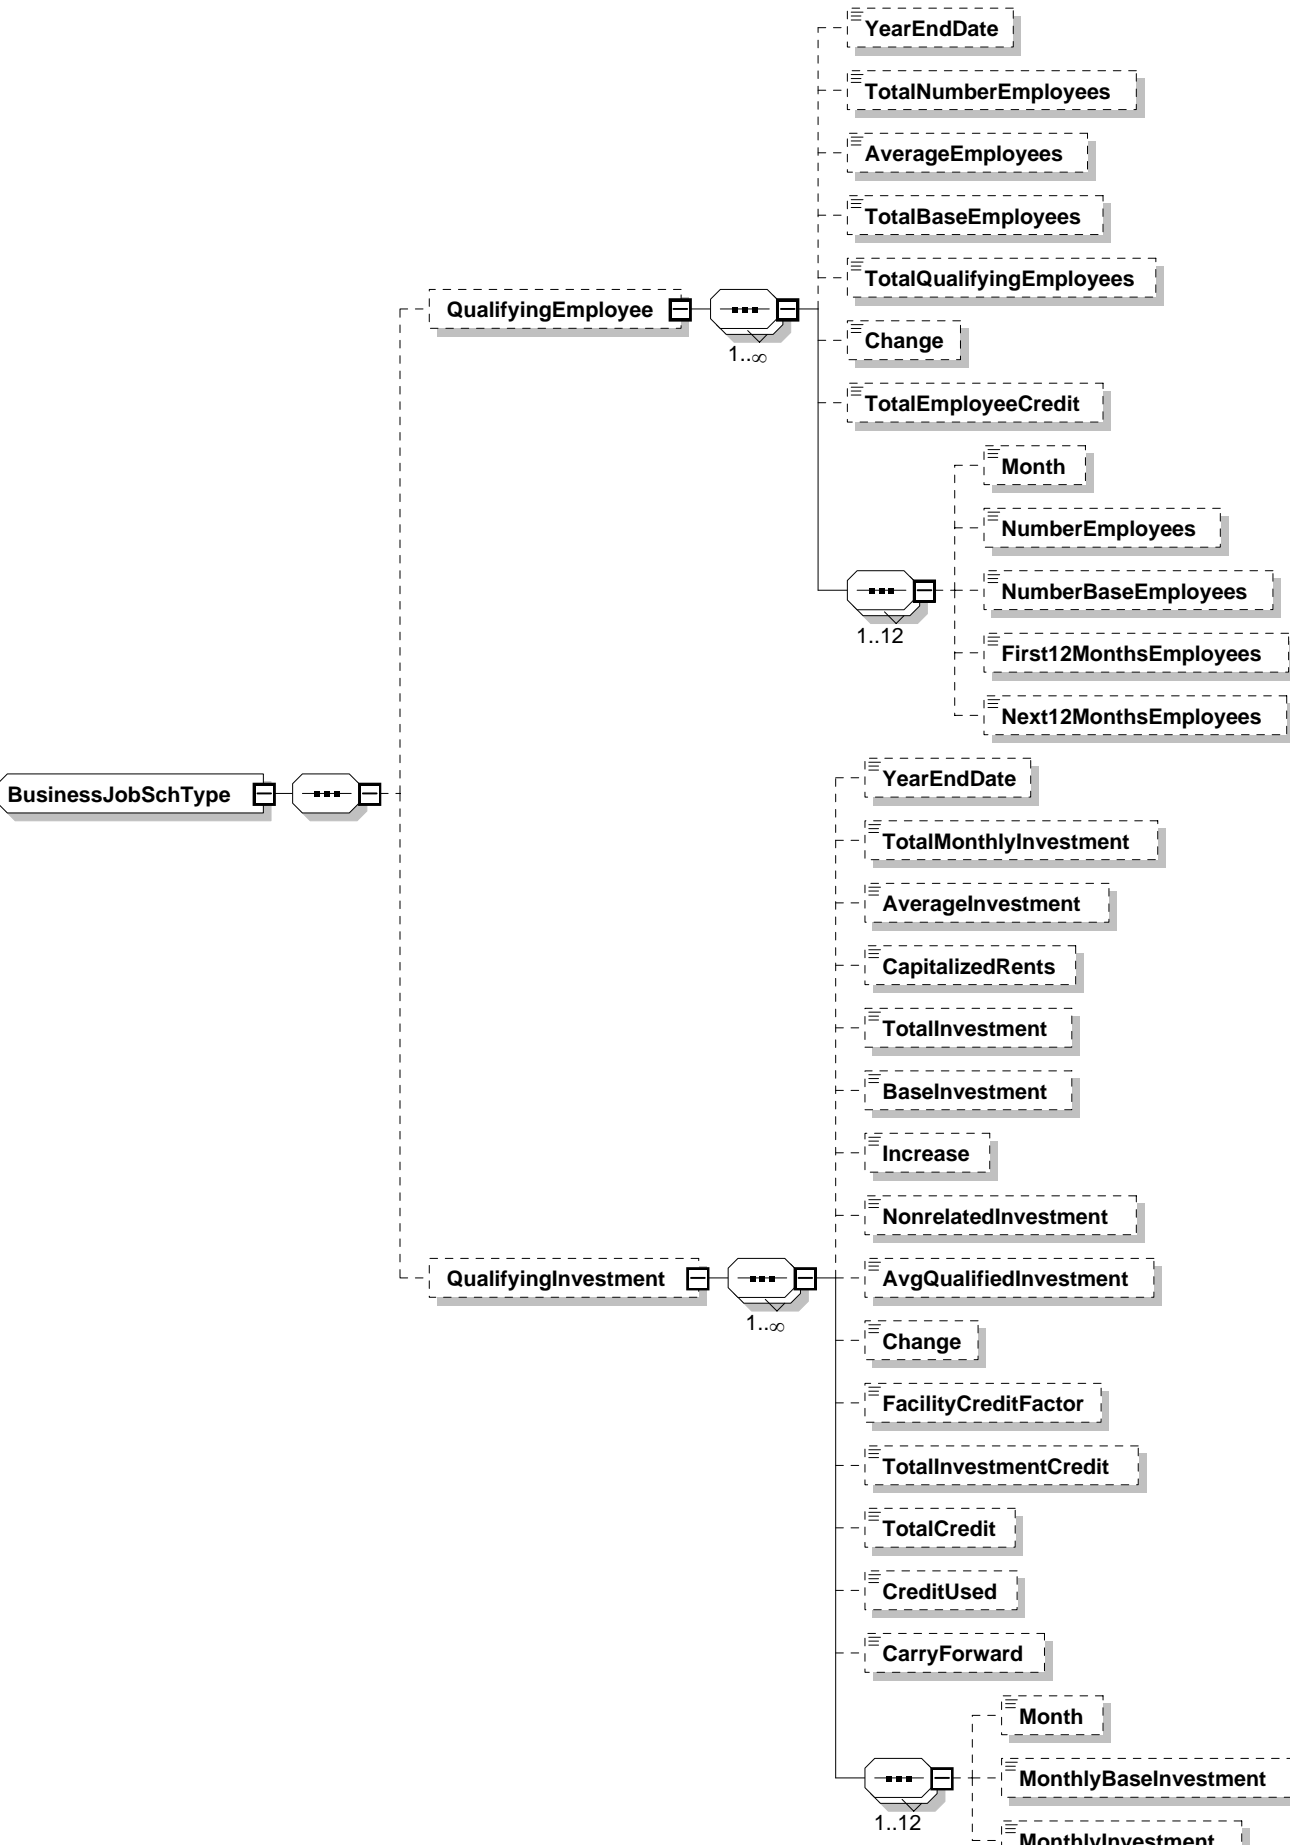 YearEndDate
TotalNumberEmployees
AverageEmployees
TotalBaseEmployees
TotalQualifyingEmployees
QualifyingEmployee
1..∞
Change
TotalEmployeeCredit
Month
NumberEmployees
NumberBaseEmployees
1..12
First12MonthsEmployees
Next12MonthsEmployees
BusinessJobSchType
YearEndDate
TotalMonthlyInvestment
AverageInvestment
CapitalizedRents
TotalInvestment
BaseInvestment
Increase
NonrelatedInvestment
QualifyingInvestment
1..∞
AvgQualifiedInvestment
Change
FacilityCreditFactor
TotalInvestmentCredit
TotalCredit
CreditUsed
CarryForward
Month
MonthlyBaseInvestment
1..12
MonthlyInvestment